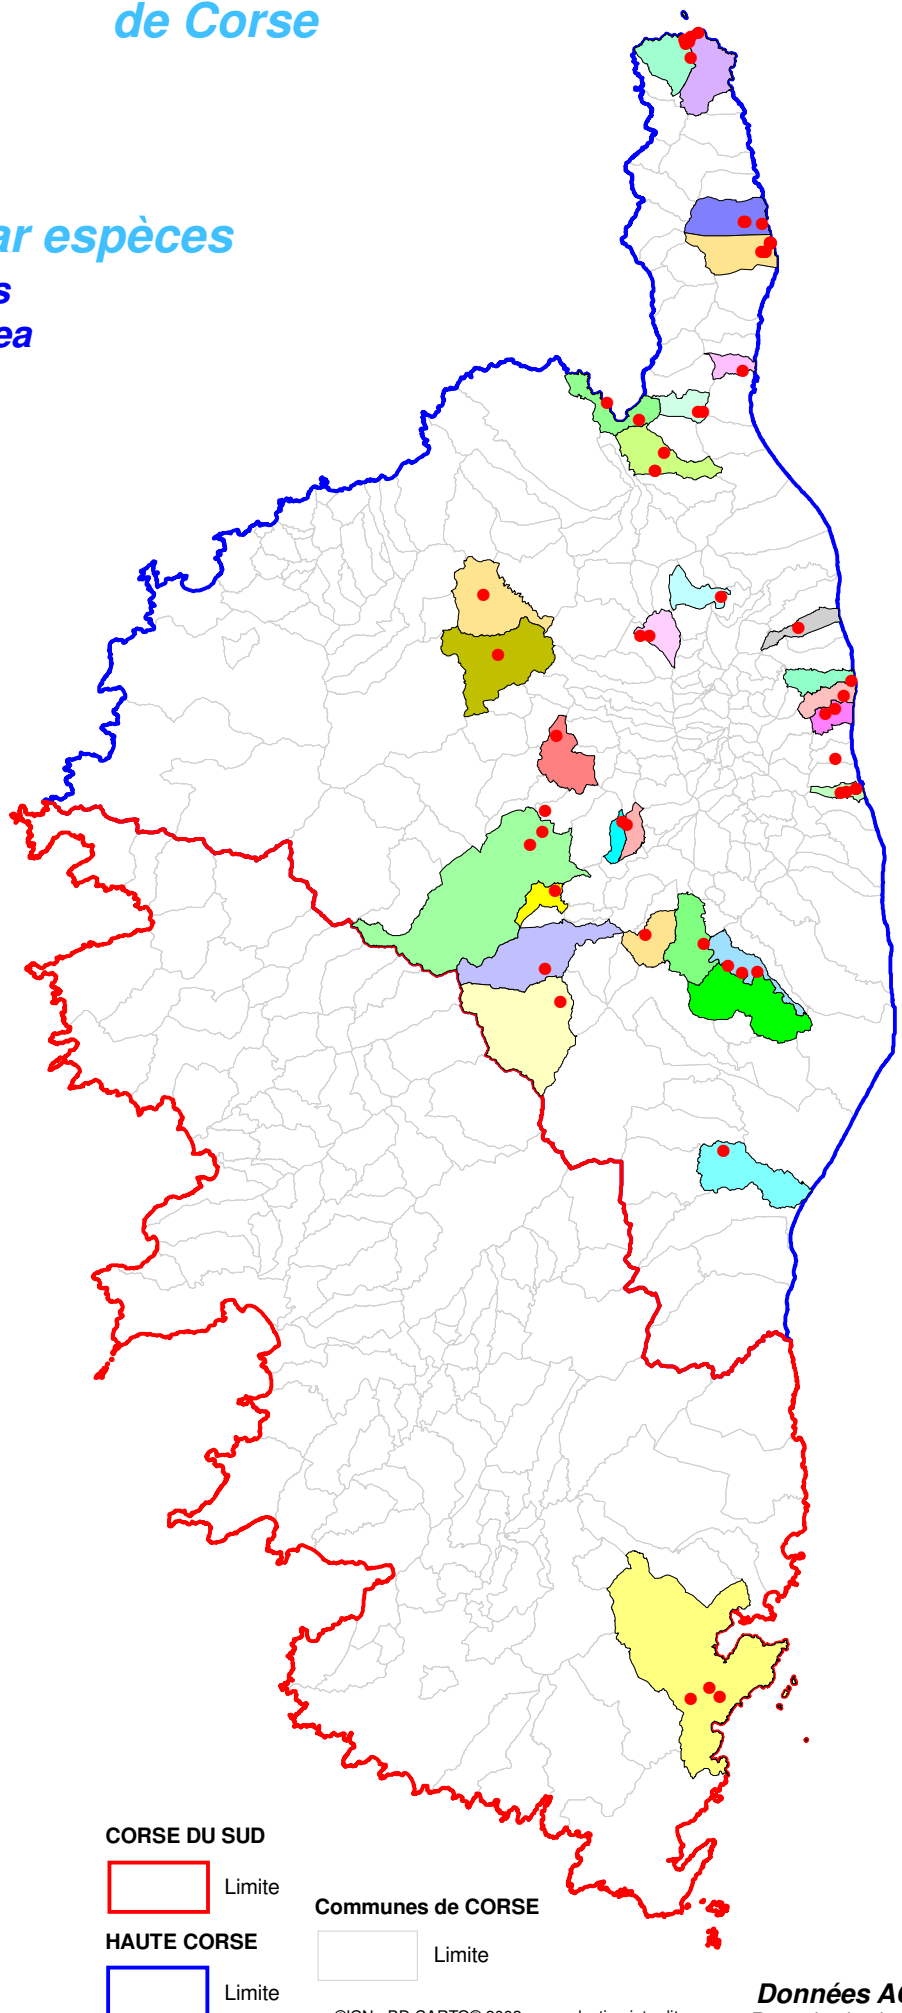 de Corse
ar espèces
s
ea
CORSE DU SUD
Limite
Communes de CORSE
HAUTE CORSE
Limite
Limite
Données